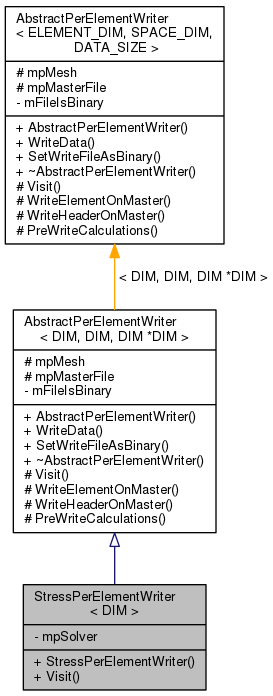 AbstractPerElementWriter
< ELEMENT_DIM, SPACE_DIM,
DATA_SIZE >
# mpMesh
# mpMasterFile
- mFileIsBinary
+ AbstractPerElementWriter()
+ WriteData()
+ SetWriteFileAsBinary()
+ ~AbstractPerElementWriter()
# Visit()
# WriteElementOnMaster()
# WriteHeaderOnMaster()
# PreWriteCalculations()
< DIM, DIM, DIM *DIM >
AbstractPerElementWriter
< DIM, DIM, DIM *DIM >
# mpMesh
# mpMasterFile
- mFileIsBinary
+ AbstractPerElementWriter()
+ WriteData()
+ SetWriteFileAsBinary()
+ ~AbstractPerElementWriter()
# Visit()
# WriteElementOnMaster()
# WriteHeaderOnMaster()
# PreWriteCalculations()
StressPerElementWriter
< DIM >
- mpSolver
+ StressPerElementWriter()
+ Visit()